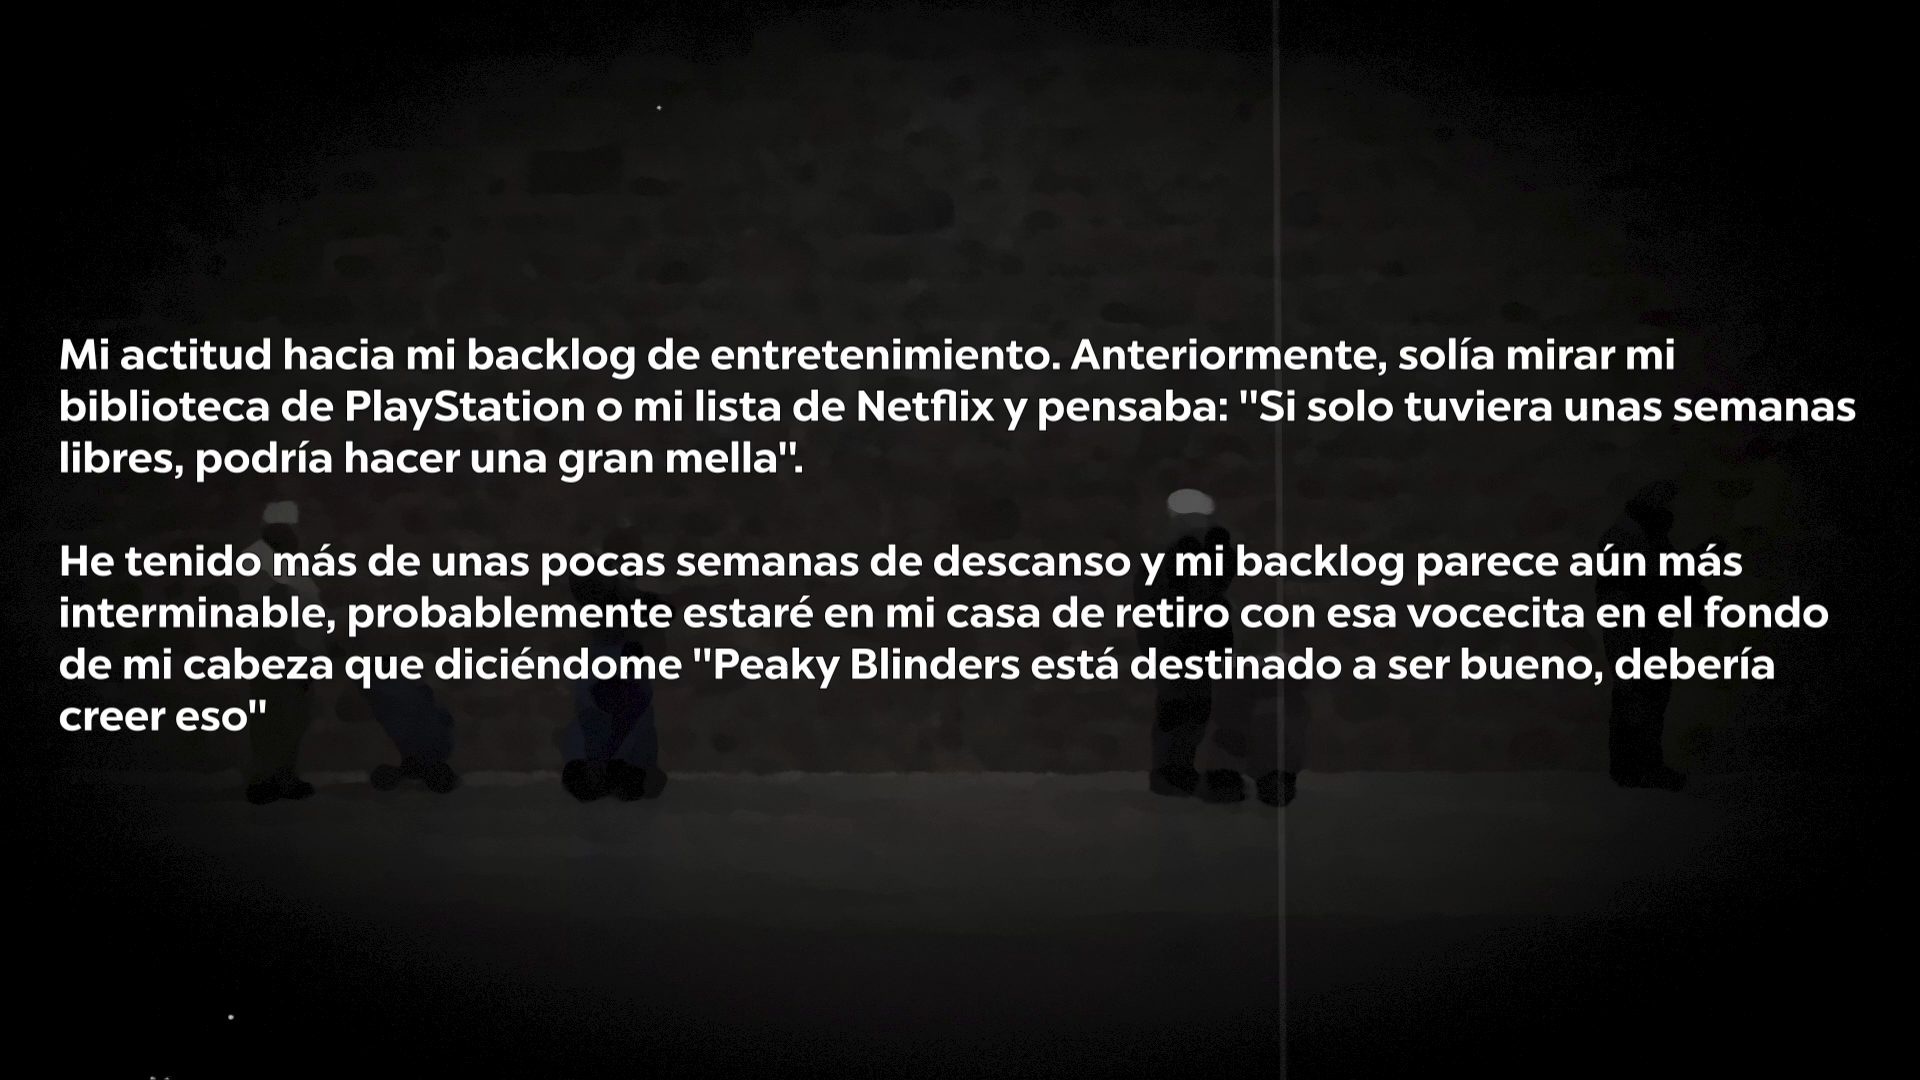 Mi actitud hacia mi backlog de entretenimiento. Anteriormente, solía mirar mi
biblioteca de PlayStation o mi lista de Netflix y pensaba: "Si solo tuviera unas semanas
libres, podría hacer una gran mella".
He tenido más de unas pocas semanas de descanso y mi backlog parece aún más
interminable, probablemente estaré en mi casa de retiro con esa vocecita en el fondo
de mi cabeza que diciéndome "Peaky Blinders está destinado a ser bueno, debería
creer eso"